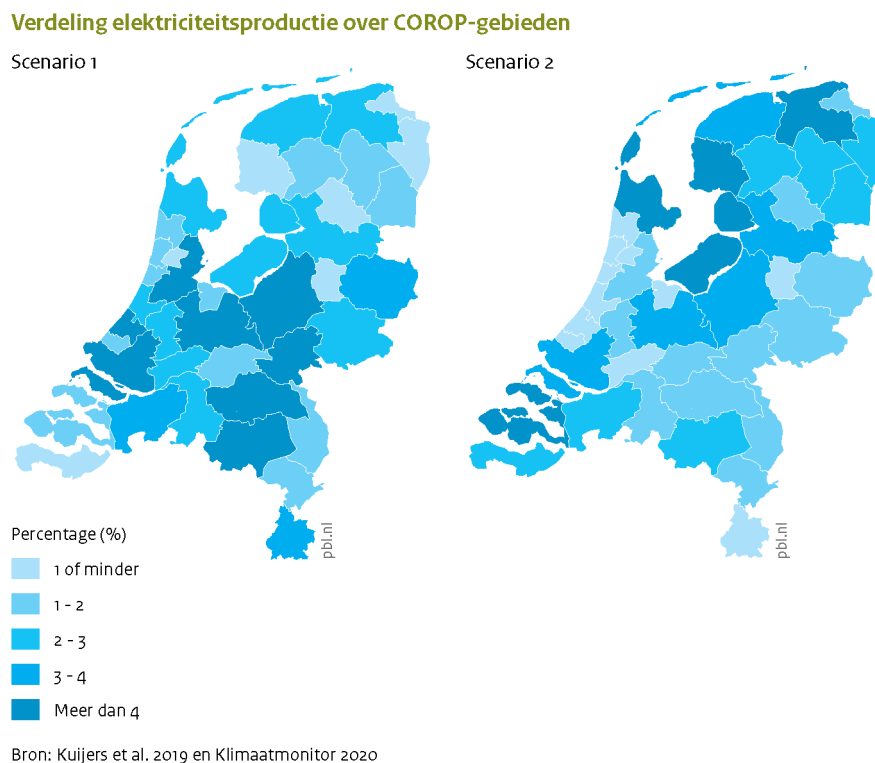 Verdeling elektriciteitsproductie over COROP-gebieden
Scenario 1
Scenario 2
pbl.nl
pbl.nl
Percentage (%)
1 of minder
1 - 2
2 - 3
3 - 4
Meer dan 4
Bron: Kuijers et al. 2019 en Klimaatmonitor 2020